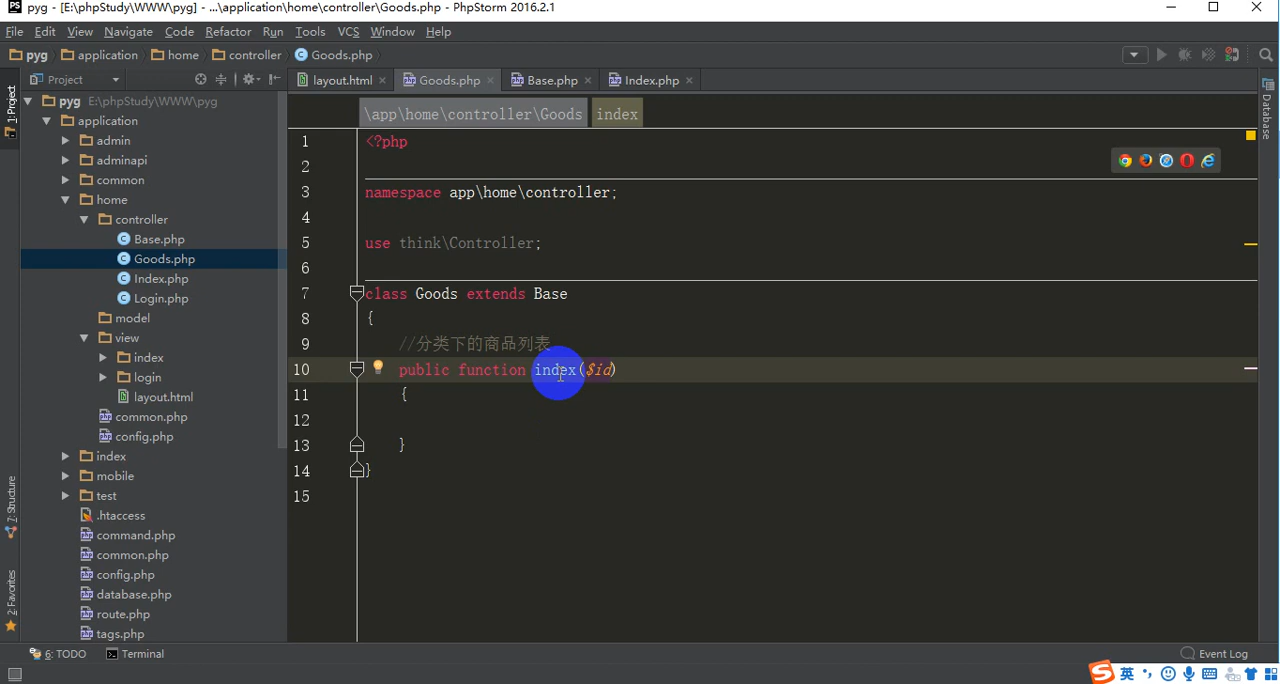 pyg - [E:\phpStudy\WWW\pyg] - ...\application\home\controller\Goods.php - PhpStorm 2016.2.1
File Edit View Navigate Code Refactor Run Tools VCS Window Help
pyg application home controller Goods.php
Project
layout.html Goods.php Base.php Index.php
1: Project
Database
pyg E:\phpStudy\WWW\pyg
application
admin
adminapi
common
home
controller
Base.php
Goods.php
Index.php
Login.php
model
view
index
login
layout.html
common.php
config.php
index
mobile
test
.htaccess
command.php
common.php
config.php
database.php
route.php
tags.php
7: Structure
2: Favorites
\app\home\controller\Goods index
1 <?php
2
3 namespace app\home\controller;
4
5 use think\Controller;
6
7 class Goods extends Base
8 {
9 //分类下的商品列表
10 public function index($id)
11 {
12
13 }
14 }
15
6: TODO Terminal Event Log
英